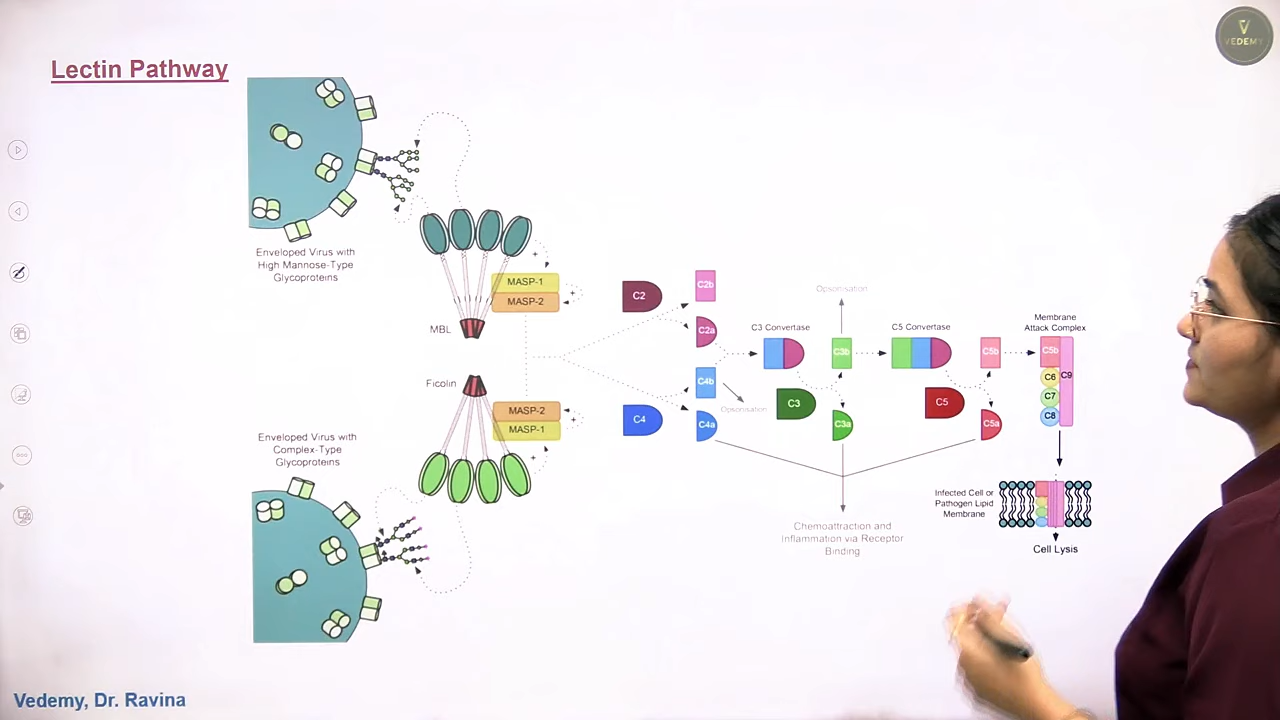 VEDEMY
Lectin Pathway
Enveloped Virus with
High Mannose-Type
Glycoproteins
MASP-1
MASP-2
MBL
Ficolin
MASP-2
MASP-1
Enveloped Virus with
Complex-Type
Glycoproteins
+
+
+
+
C2
C2b
C2a
C4
C4b
C4a
Opsonisation
C3 Convertase
C3
Opsonisation
C3b
C3a
C5 Convertase
C5
C5b
C5a
Membrane
Attack Complex
C5b
C6
C7
C8
C9
Chemoattraction and
Inflammation via Receptor
Binding
Infected Cell or
Pathogen Lipid
Membrane
Cell Lysis
Vedemy, Dr. Ravina